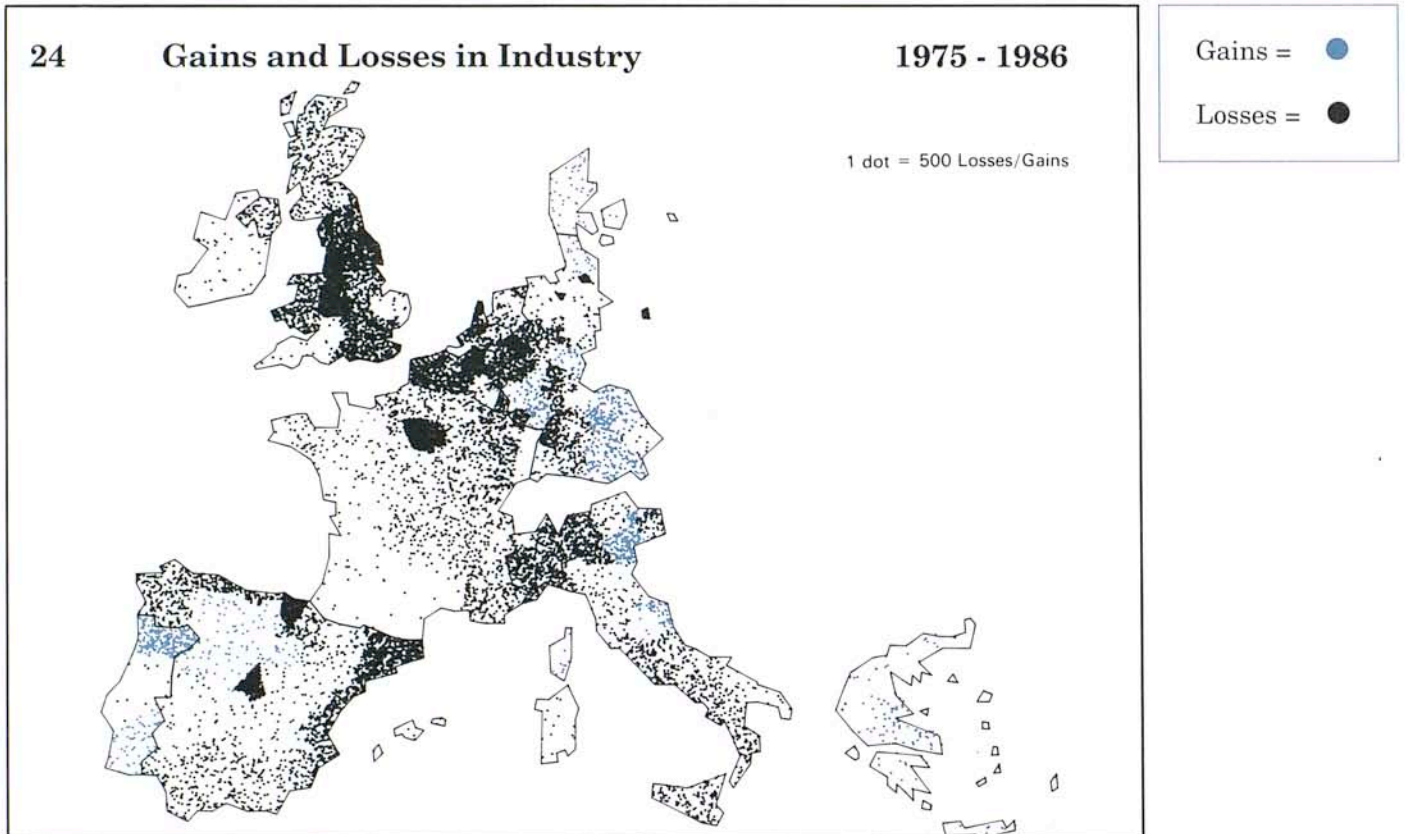 24 Gains and Losses in Industry 1975 - 1986
Gains =
Losses =
1 dot = 500 Losses/Gains